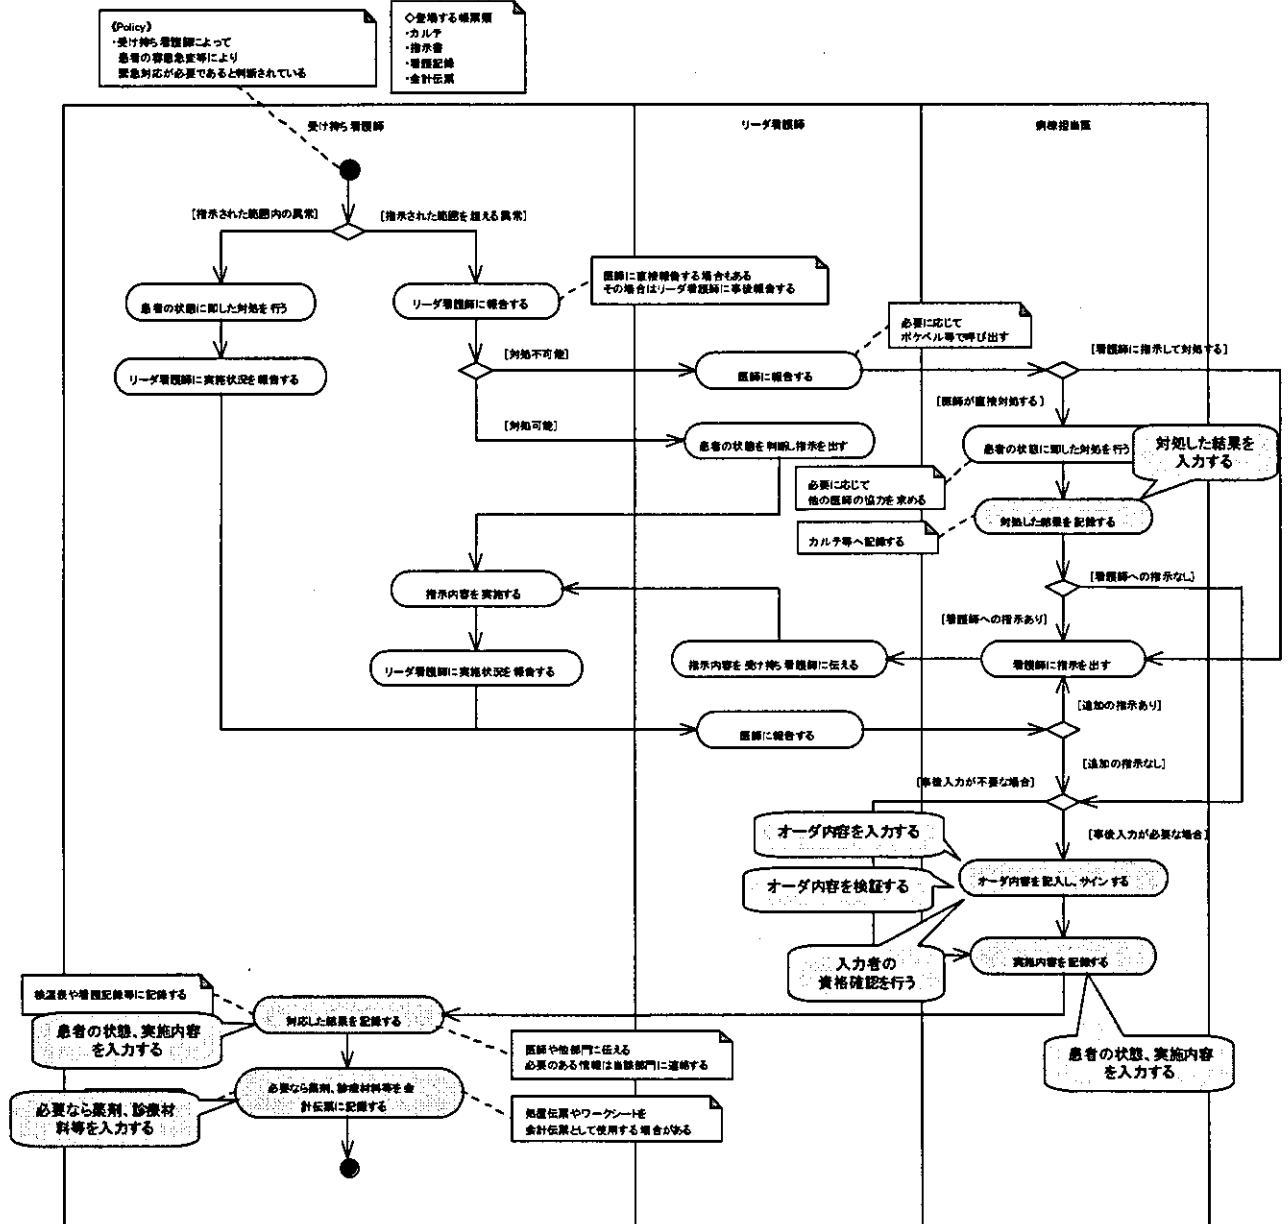 《Policy》
・受け持ち看護師によって
患者の容態急変等により
緊急対応が必要であると判断されている
◇登場する帳票類
・カルテ
・指示書
・看護記録
・会計伝票
受け持ち看護師
リーダ看護師
病棟担当医
[指示された範囲内の異常]
[指示された範囲を超える異常]
医師に直接報告する場合もある
その場合はリーダ看護師に事後報告する
患者の状態に即した対処を行う
リーダ看護師に報告する
必要に応じて
ポケベル等で呼び出す
[対処不可能]
[看護師に指示して対処する]
リーダ看護師に実施状況を報告する
医師に報告する
[医師が直接対処する]
[対処可能]
患者の状態を判断し指示を出す
患者の状態に即した対処を行う
対処した結果を
入力する
必要に応じて
他の医師の協力を求める
対処した結果を記録する
カルテ等へ記録する
[看護師への指示なし]
指示内容を実施する
[看護師への指示あり]
リーダ看護師に実施状況を報告する
指示内容を受け持ち看護師に伝える
看護師に指示を出す
[追加の指示あり]
医師に報告する
[追加の指示なし]
[事後入力が不要な場合]
オーダ内容を入力する
[事後入力が必要な場合]
オーダ内容を検証する
オーダ内容を記入し、サインする
入力者の
資格確認を行う
実施内容を記録する
検温表や看護記録等に記録する
対応した結果を記録する
患者の状態、実施内容
を入力する
医師や他部門に伝える
必要のある情報は当該部門に連絡する
患者の状態、実施内容
を入力する
必要なら薬剤、診療材料等を会
計伝票に記録する
必要なら薬剤、診療材
料等を入力する
処置伝票やワークシートを
会計伝票として使用する場合がある